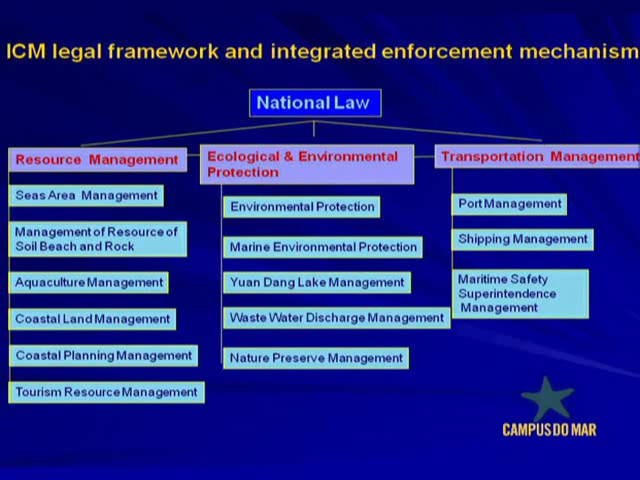 ICM legal framework and integrated enforcement mechanism
National Law
Resource Management
Seas Area Management
Management of Resource of
Soil Beach and Rock
Aquaculture Management
Coastal Land Management
Coastal Planning Management
Tourism Resource Management
Ecological & Environmental
Protection
Environmental Protection
Marine Environmental Protection
Yuan Dang Lake Management
Waste Water Discharge Management
Nature Preserve Management
Transportation Management
Port Management
Shipping Management
Maritime Safety
Superintendence
Management
CAMPUS DO MAR